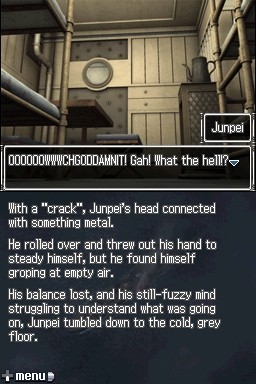 Junpei
OOOOOOWWWCHGODDAMNIT! Gah! What the hell!?
With a "crack", Junpei's head connected
with something metal.
He rolled over and threw out his hand to
steady himself, but he found himself
groping at empty air.
His balance lost, and his still-fuzzy mind
struggling to understand what was going
on, Junpei tumbled down to the cold, grey
floor.
menu